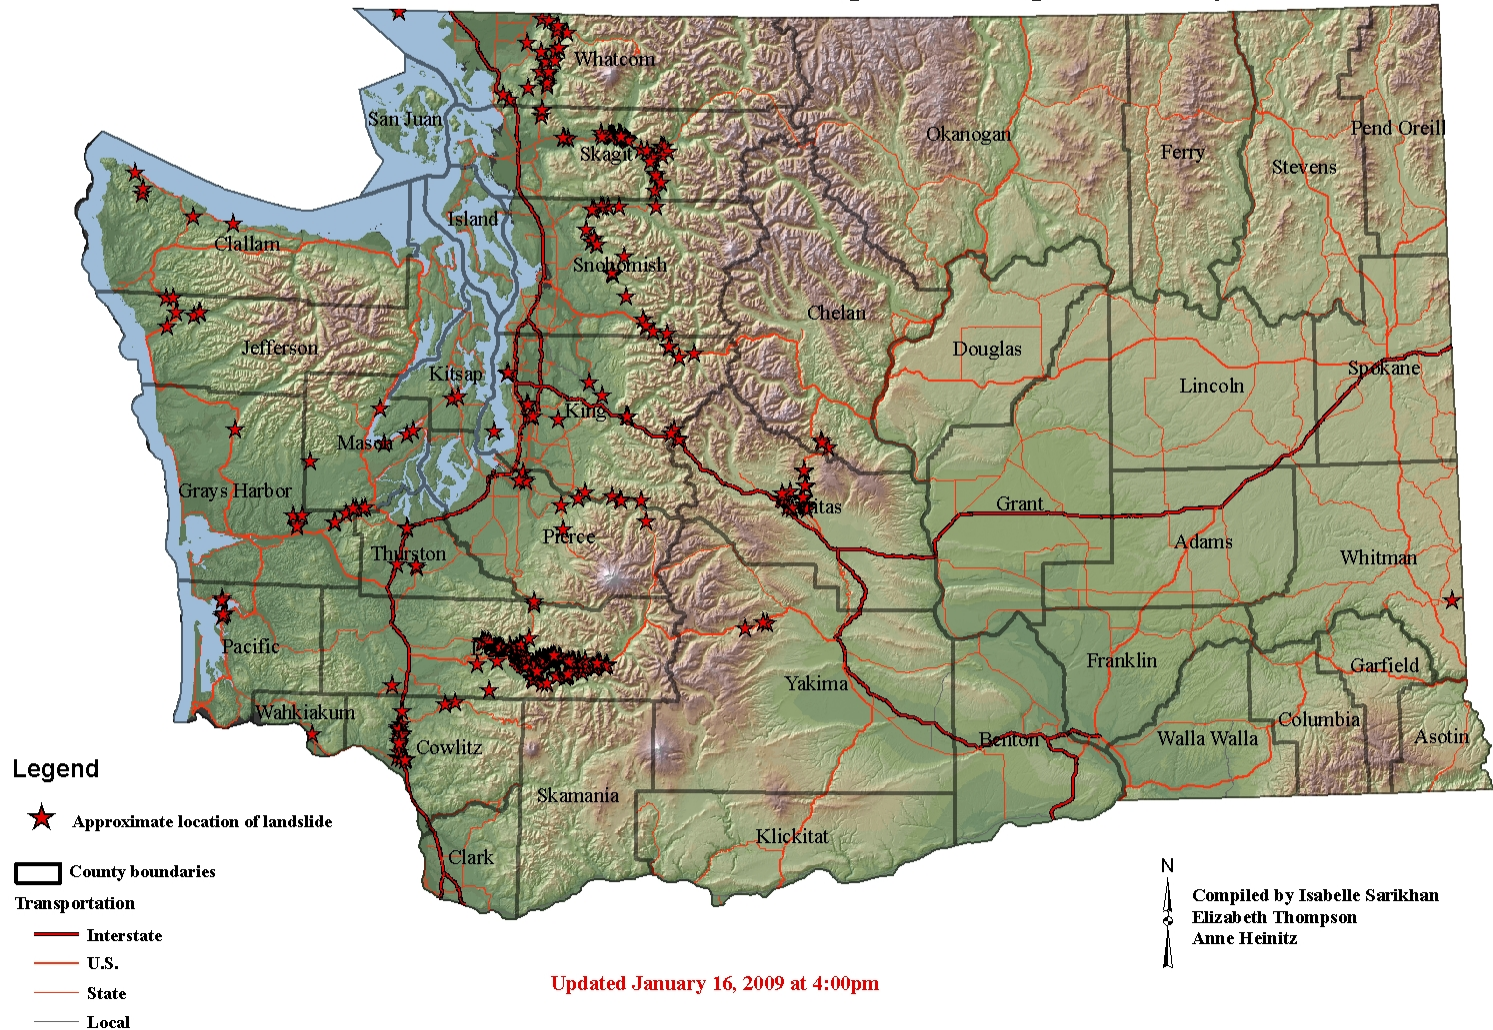 Whatcom
San Juan
Skagit
Okanogan
Ferry
Stevens
Pend Oreill
Island
Clallam
Snohomish
Chelan
Jefferson
Douglas
Kitsap
Lincoln
Spokane
King
Mason
Grays Harbor
Grant
Pierce
Thurston
Adams
Whitman
Pacific
Yakima
Franklin
Garfield
Wahkiakum
Cowlitz
Benton
Walla Walla
Columbia
Asotin
Skamania
Klickitat
Clark
Legend
Approximate location of landslide
County boundaries
Transportation
Interstate
U.S.
State
Local
Updated January 16, 2009 at 4:00pm
N
Compiled by Isabelle Sarikhan
Elizabeth Thompson
Anne Heinitz